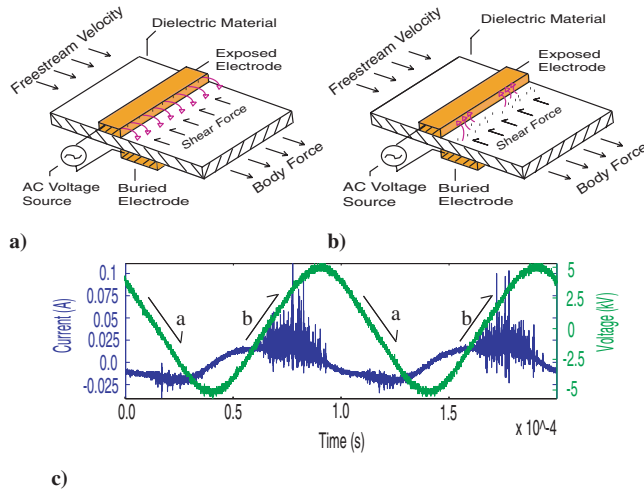 Freestream Velocity
Dielectric Material
Exposed
Electrode
Shear Force
Body Force
AC Voltage
Source
Buried
Electrode
a)
Freestream Velocity
Dielectric Material
Exposed
Electrode
Shear Force
Body Force
AC Voltage
Source
Buried
Electrode
b)
Current (A)
0.1
0.075
0.05
0.025
0.0
-0.025
a
b
a
b
5
2.5
0
-2.5
-5
Voltage (kV)
0.0
0.5
1.0
1.5
x 10^-4
Time (s)
c)